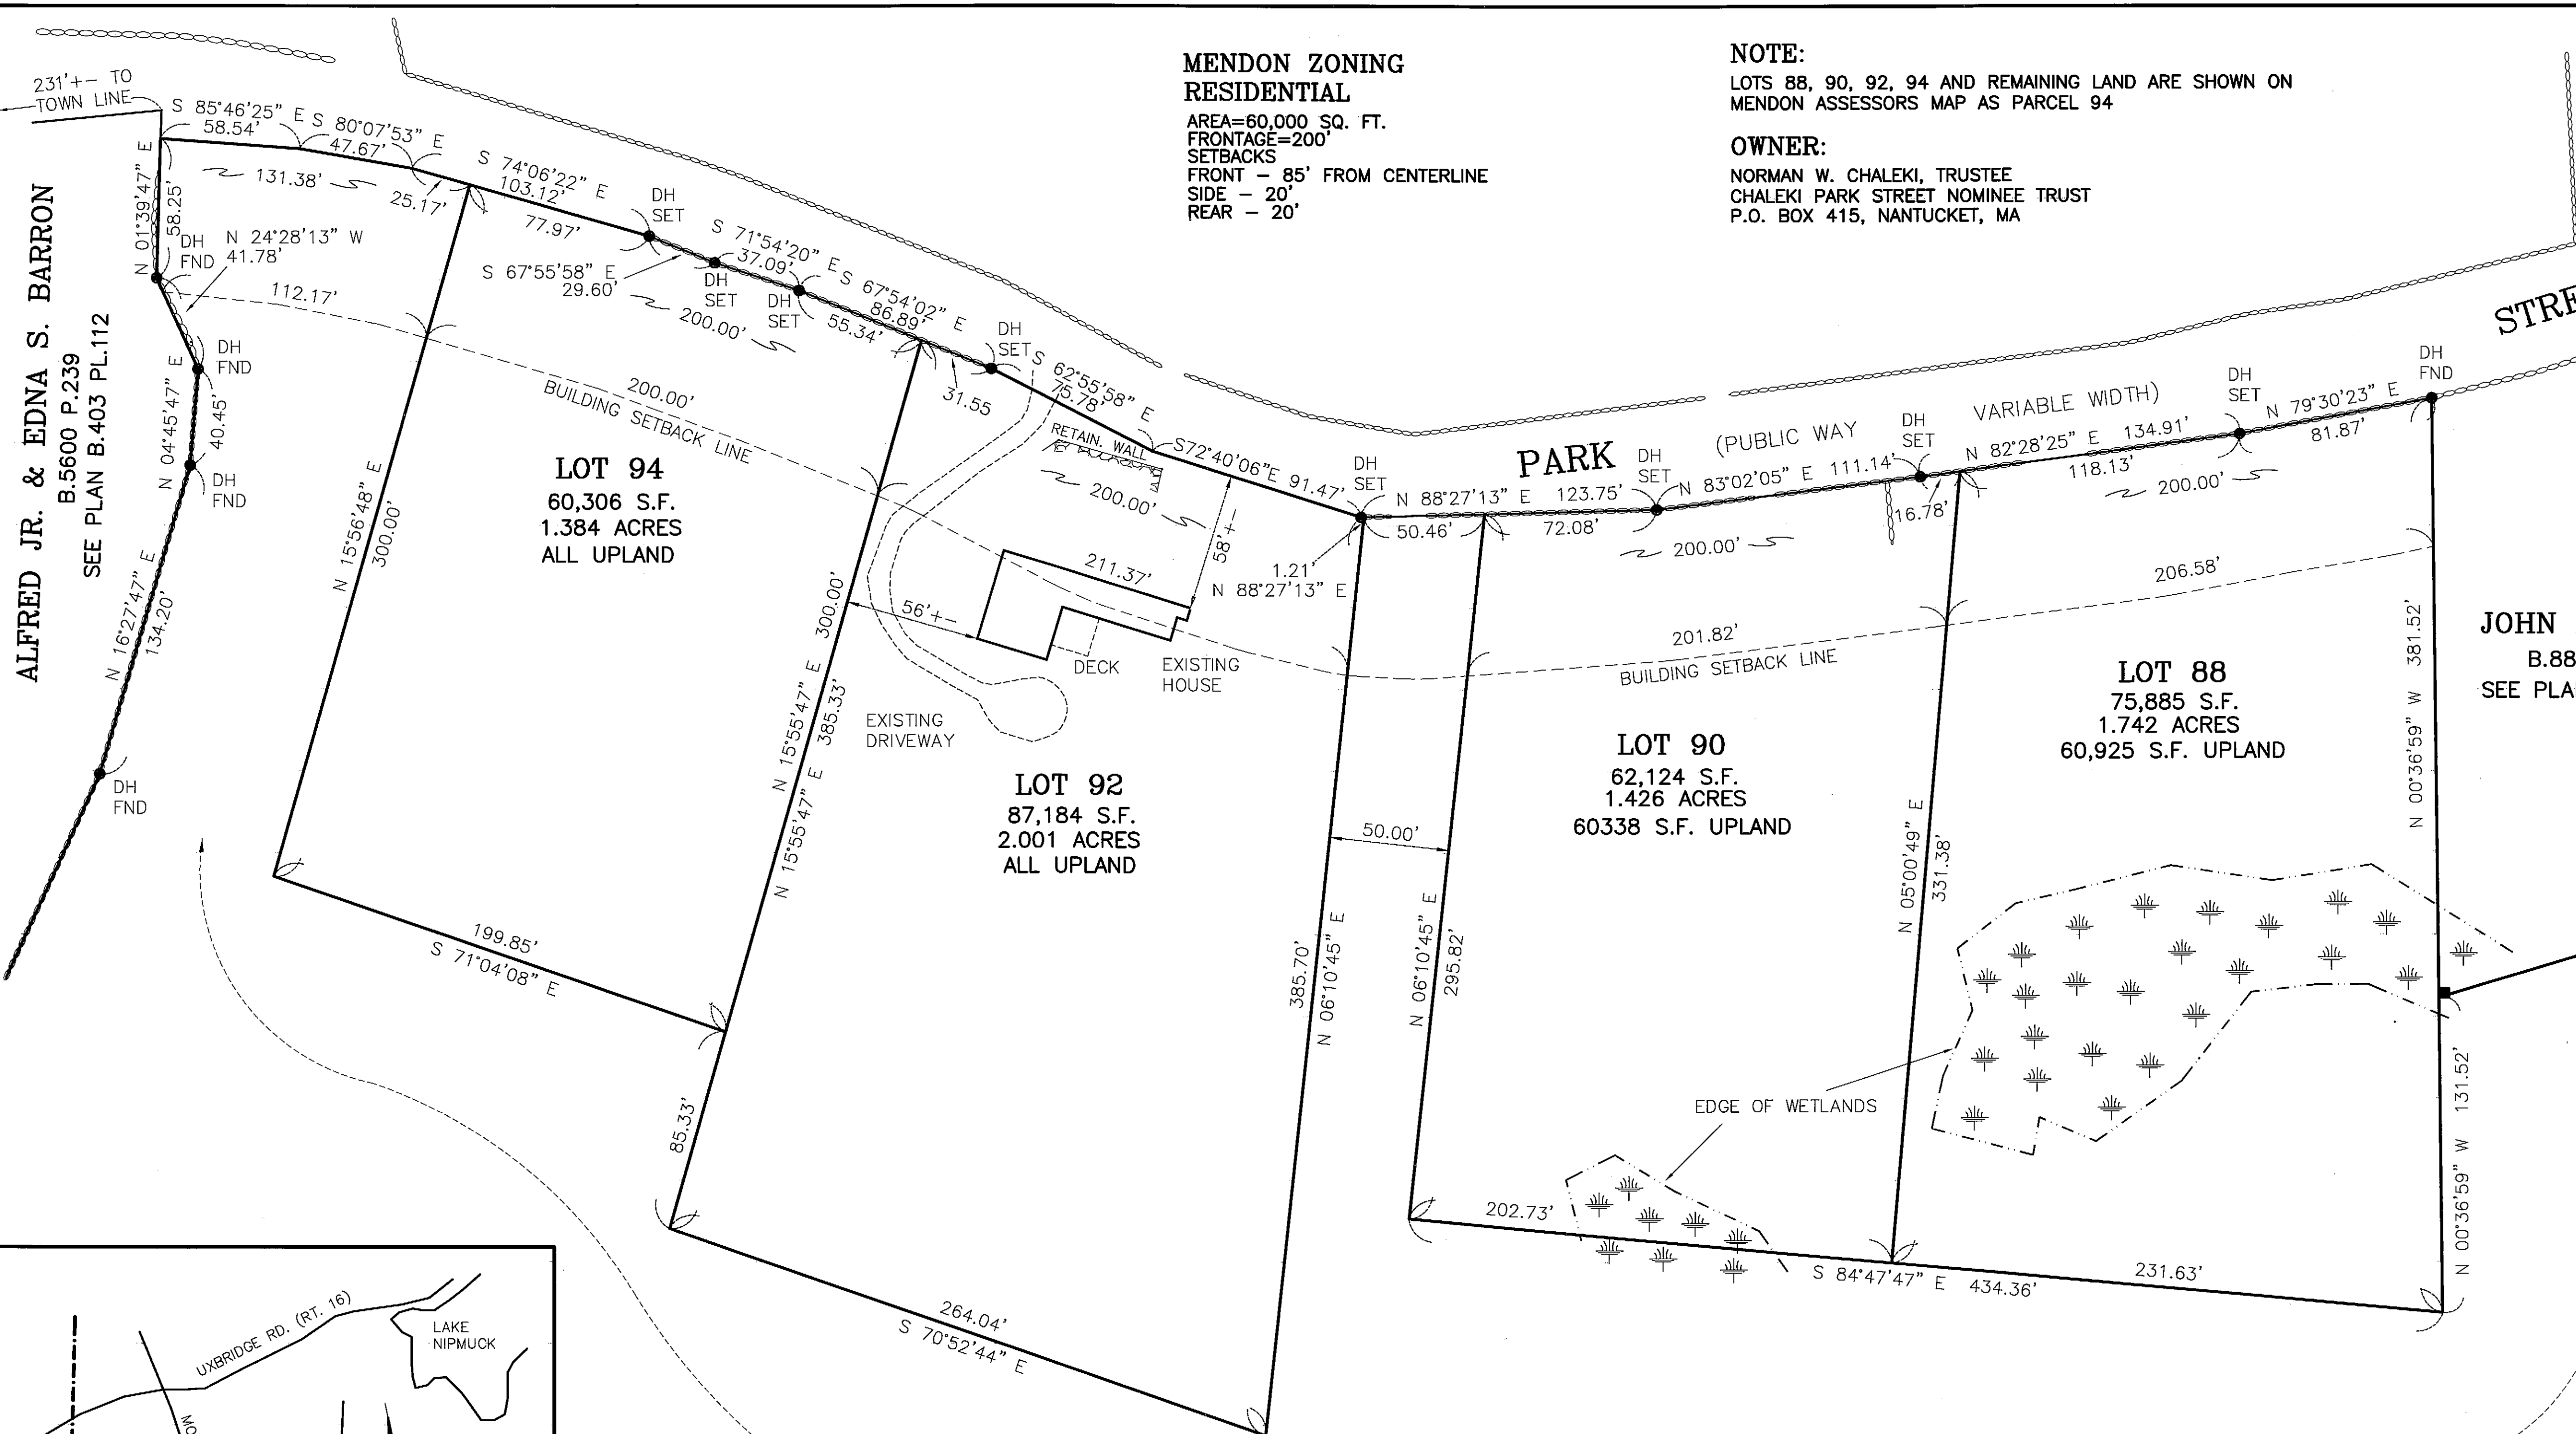 MENDON ZONING
RESIDENTIAL
AREA=60,000 SQ. FT.
FRONTAGE=200'
SETBACKS
FRONT - 85' FROM CENTERLINE
SIDE - 20'
REAR - 20'
NOTE:
LOTS 88, 90, 92, 94 AND REMAINING LAND ARE SHOWN ON
MENDON ASSESSORS MAP AS PARCEL 94
OWNER:
NORMAN W. CHALEKI, TRUSTEE
CHALEKI PARK STREET NOMINEE TRUST
P.O. BOX 415, NANTUCKET, MA
231'+- TO
TOWN LINE
S 85°46'25" E
58.54'
S 80°07'53" E
47.67'
131.38'
25.17'
S 74°06'22" E
103.12'
77.97'
DH
SET
S 71°54'20" E
37.09'
S 67°55'58" E
29.60'
DH
SET
DH
SET
S 67°54'02" E
86.89'
55.34'
200.00'
DH
SET
31.55
S 62°55'58" E
75.78'
RETAIN. WALL
S72°40'06"E 91.47'
200.00'
DH
SET
N 88°27'13" E 123.75'
50.46'
72.08'
1.21'
N 88°27'13" E
PARK
STRE
(PUBLIC WAY
VARIABLE WIDTH)
DH
SET
N 83°02'05" E 111.14'
200.00'
DH
SET
16.78'
N 82°28'25" E 134.91'
118.13'
200.00'
DH
SET
N 79°30'23" E
81.87'
DH
FND
ALFRED JR. & EDNA S. BARRON
B.5600 P.239
SEE PLAN B.403 PL.112
N 01°39'47" E
58.25'
DH
FND
N 24°28'13" W
41.78'
DH
FND
N 04°45'47" E
40.45'
DH
FND
N 16°27'47" E
134.20'
DH
FND
112.17'
200.00'
BUILDING SETBACK LINE
N 15°56'48" E
300.00'
LOT 94
60,306 S.F.
1.384 ACRES
ALL UPLAND
199.85'
S 71°04'08" E
N 15°55'47" E 300.00'
N 15°55'47" E 385.33'
85.33'
56'+-
211.37'
58'+-
DECK
EXISTING
HOUSE
EXISTING
DRIVEWAY
LOT 92
87,184 S.F.
2.001 ACRES
ALL UPLAND
264.04'
S 70°52'44" E
385.70'
N 06°10'45" E
50.00'
N 06°10'45" E
295.82'
201.82'
BUILDING SETBACK LINE
LOT 90
62,124 S.F.
1.426 ACRES
60338 S.F. UPLAND
202.73'
N 05°00'49" E
331.38'
206.58'
LOT 88
75,885 S.F.
1.742 ACRES
60,925 S.F. UPLAND
EDGE OF WETLANDS
S 84°47'47" E 434.36'
231.63'
N 00°36'59" W 381.52'
N 00°36'59" W 131.52'
JOHN
B.88
SEE PLA
UXBRIDGE RD. (RT. 16)
LAKE
NIPMUCK
MO